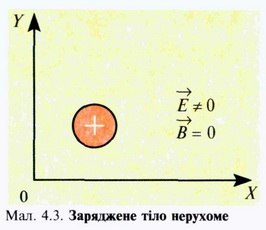 Y
+
E⃗ ≠ 0
B⃗ = 0
0
X
Мал. 4.3. Заряджене тіло нерухоме